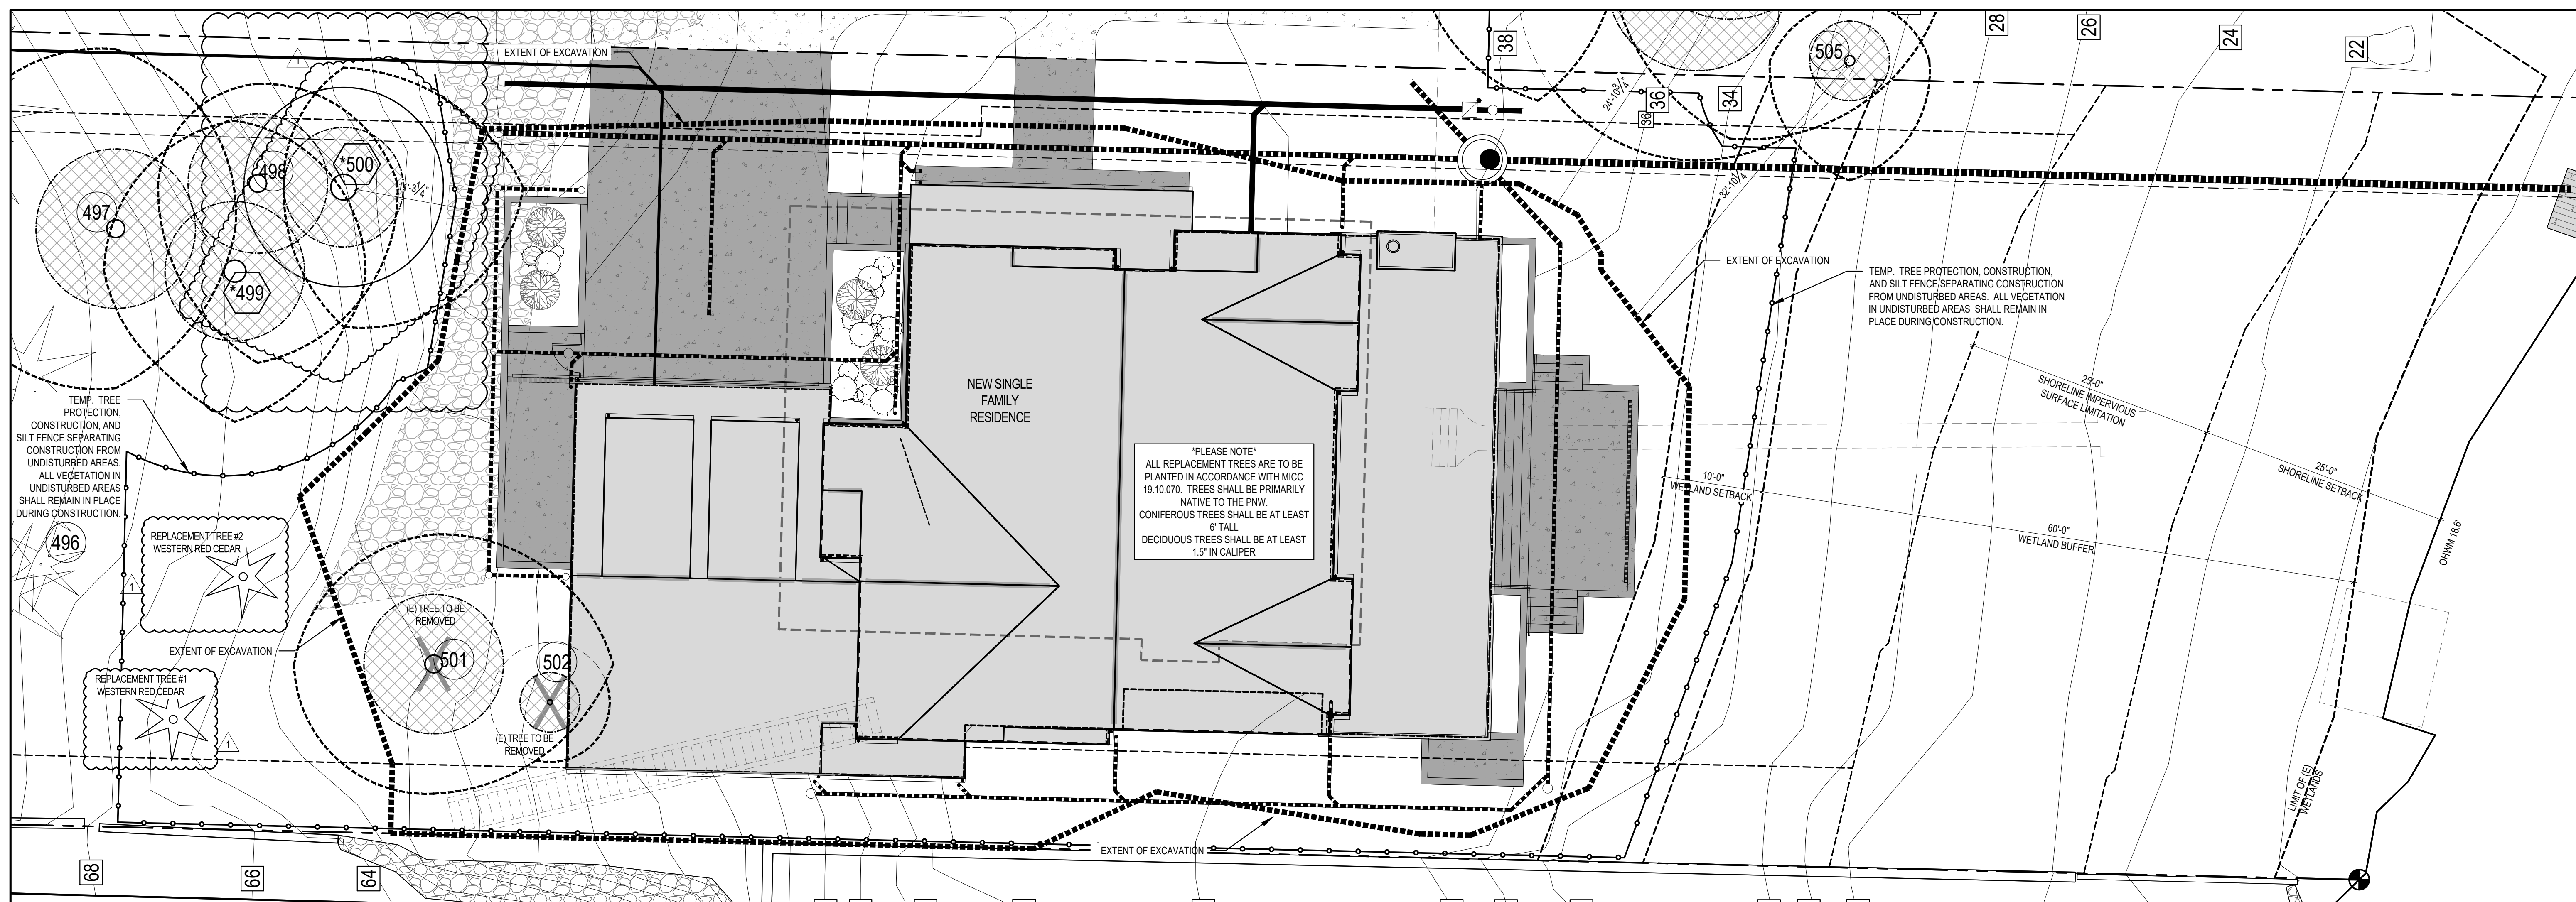 EXTENT OF EXCAVATION
1
38
36
36
34
505
28
26
24
22
24'-10 3/4"
32'-10 1/4"
497
498
*500
*499
EXTENT OF EXCAVATION
TEMP. TREE PROTECTION, CONSTRUCTION,
AND SILT FENCE SEPARATING CONSTRUCTION
FROM UNDISTURBED AREAS. ALL VEGETATION
IN UNDISTURBED AREAS SHALL REMAIN IN
PLACE DURING CONSTRUCTION.
TEMP. TREE
PROTECTION,
CONSTRUCTION, AND
SILT FENCE SEPARATING
CONSTRUCTION FROM
UNDISTURBED AREAS.
ALL VEGETATION IN
UNDISTURBED AREAS
SHALL REMAIN IN PLACE
DURING CONSTRUCTION.
496
NEW SINGLE
FAMILY
RESIDENCE
*PLEASE NOTE*
ALL REPLACEMENT TREES ARE TO BE
PLANTED IN ACCORDANCE WITH MICC
19.10.070. TREES SHALL BE PRIMARILY
NATIVE TO THE PNW.
CONIFEROUS TREES SHALL BE AT LEAST
6' TALL
DECIDUOUS TREES SHALL BE AT LEAST
1.5" IN CALIPER
25'-0"
SHORELINE IMPERVIOUS
SURFACE LIMITATION
25'-0"
SHORELINE SETBACK
10'-0"
WETLAND SETBACK
60'-0"
WETLAND BUFFER
OHWM 18.6'
REPLACEMENT TREE #2
WESTERN RED CEDAR
1
EXTENT OF EXCAVATION
(E) TREE TO BE
REMOVED
501
502
(E) TREE TO BE
REMOVED
REPLACEMENT TREE #1
WESTERN RED CEDAR
1
LIMIT OF (E)
WETLANDS
EXTENT OF EXCAVATION
68
66
64